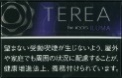 TEREA
望まない受動喫煙が生じないよう、屋外
や家庭でも周囲の状況に配慮することが、
健康増進法上、義務付けられています。